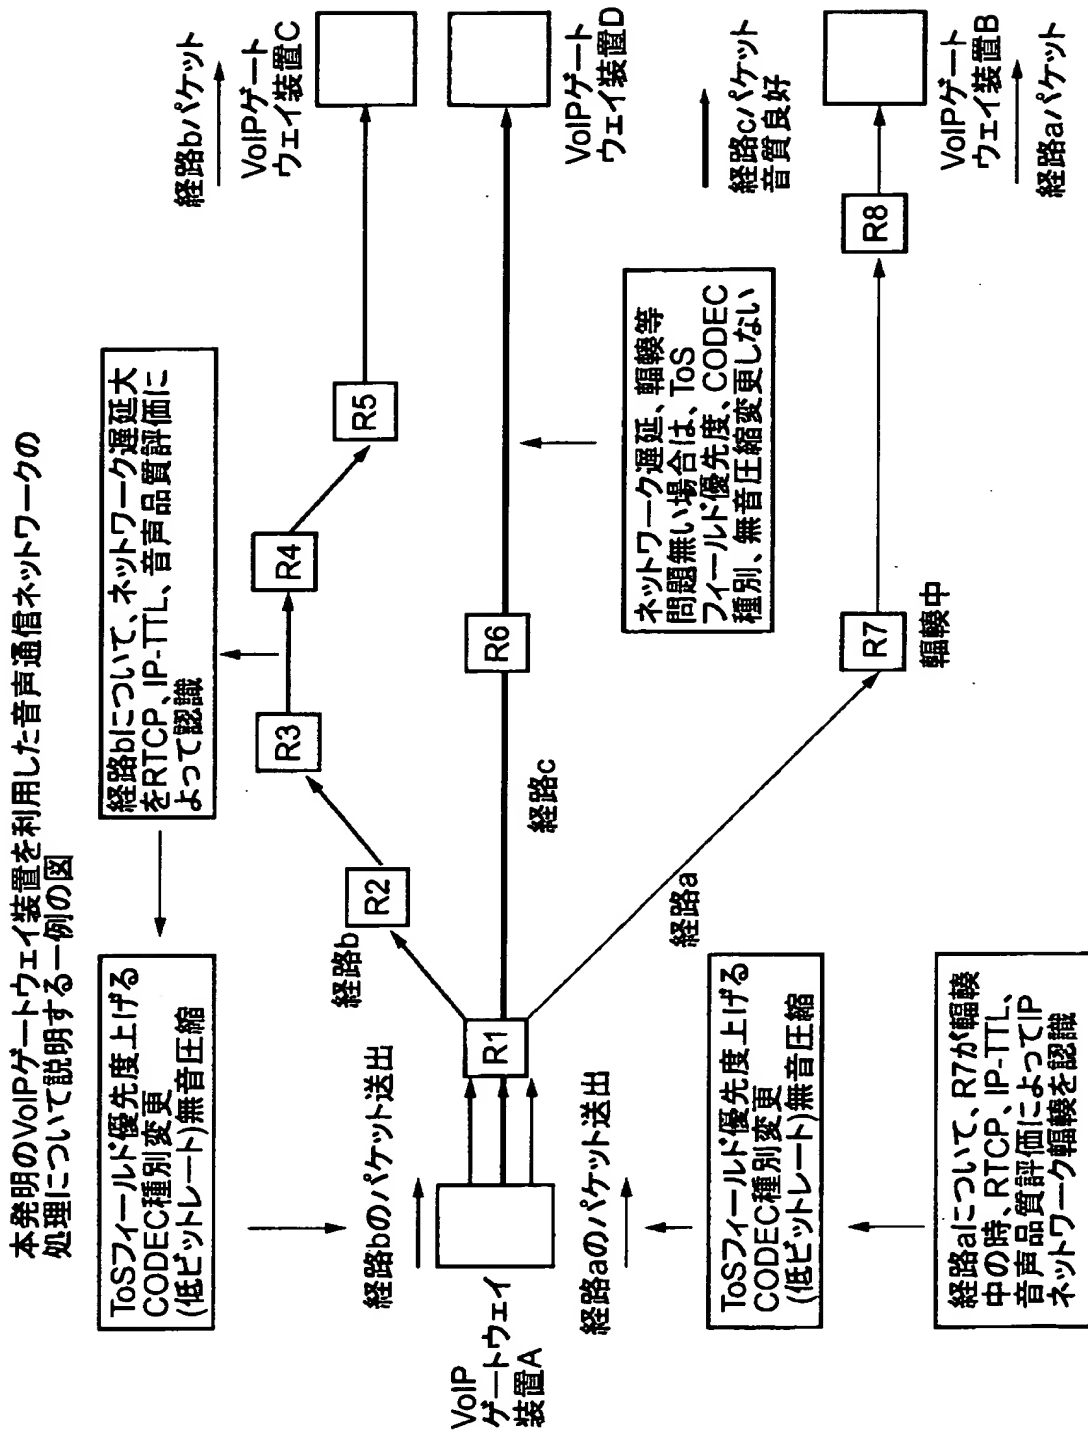 本発明のVoIPゲートウェイ装置を利用した音声通信ネットワークの
処理について説明する一例の図
ToSフィールド優先度上げる
CODEC種別変更
(低ビットレート)無音圧縮
経路bについて、ネットワーク遅延大
をRTCP、IP-TTL、音声品質評価に
よって認識
経路bパケット
VoIPゲート
ウェイ装置C
経路bのパケット送出
経路b
R2
R3
R4
R5
VoIP
ゲートウェイ
装置A
R1
経路c
R6
VoIPゲート
ウェイ装置D
経路aのパケット送出
経路a
ネットワーク遅延、輻輳等
問題無い場合は、ToS
フィールド優先度、CODEC
種別、無音圧縮変更しない
経路cパケット
音質良好
ToSフィールド優先度上げる
CODEC種別変更
(低ビットレート)無音圧縮
R7
輻輳中
R8
VoIPゲート
ウェイ装置B
経路aパケット
経路aについて、R7が輻輳
中の時、RTCP、IP-TTL、
音声品質評価によってIP
ネットワーク輻輳を認識